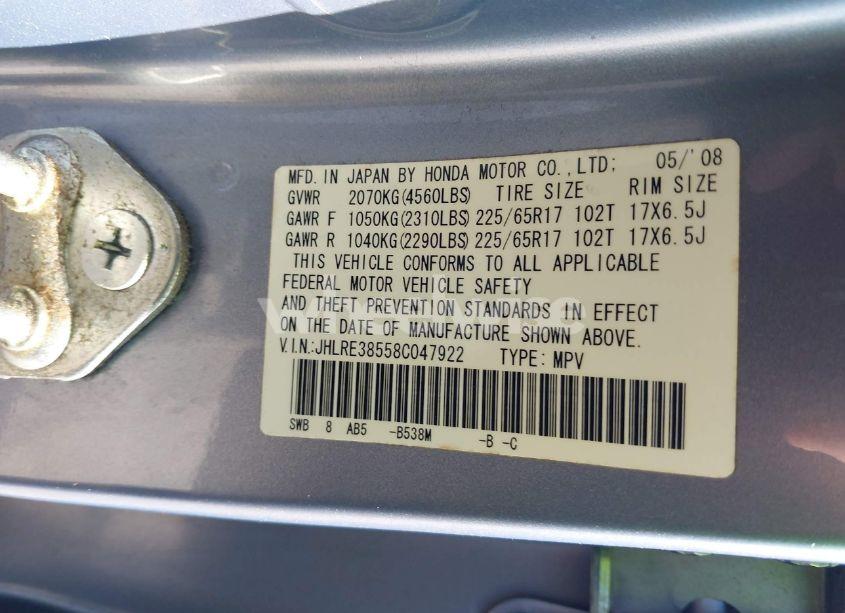 MFD. IN JAPAN BY HONDA MOTOR CO.,LTD; 05/'08
GVWR 2070KG(4560LBS) TIRE SIZE RIM SIZE
GAWR F 1050KG(2310LBS) 225/65R17 102T 17X6.5J
GAWR R 1040KG(2290LBS) 225/65R17 102T 17X6.5J
THIS VEHICLE CONFORMS TO ALL APPLICABLE
FEDERAL MOTOR VEHICLE SAFETY
AND THEFT PREVENTION STANDARDS IN EFFECT
ON THE DATE OF MANUFACTURE SHOWN ABOVE.
V.I.N:JHLRE38558C047922 TYPE: MPV
SWB 8 AB5 -B538M -B -C